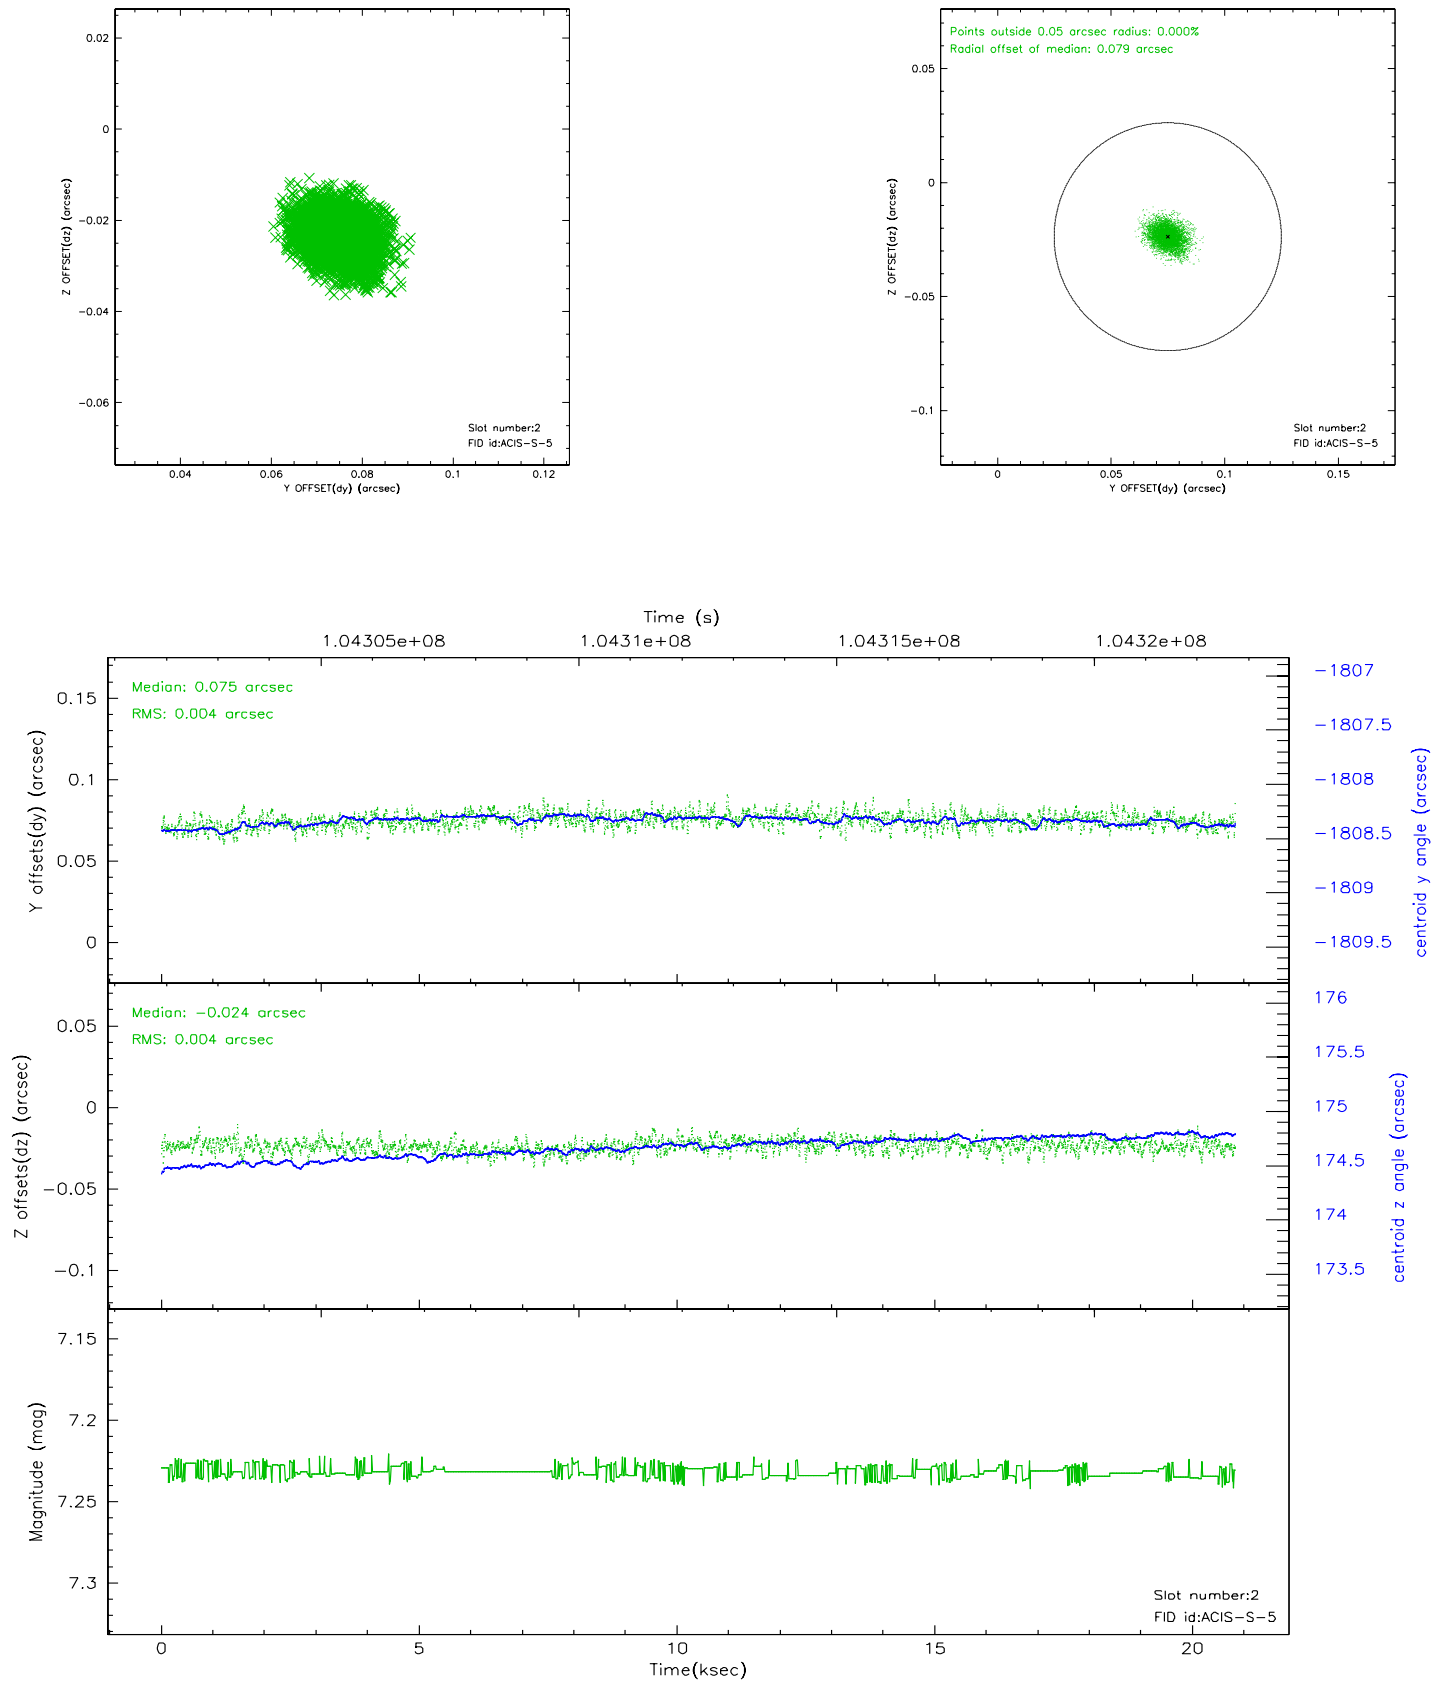 0.02
0
-0.02
-0.04
-0.06
Z OFFSET(dz) (arcsec)
Slot number:2
FID id:ACIS-S-5
0.04 0.06 0.08 0.1 0.12
Y OFFSET(dy) (arcsec)
Points outside 0.05 arcsec radius: 0.000%
Radial offset of median: 0.079 arcsec
0.05
0
-0.05
-0.1
Z OFFSET(dz) (arcsec)
Slot number:2
FID id:ACIS-S-5
0 0.05 0.1 0.15
Y OFFSET(dy) (arcsec)
Time (s)
1.04305e+08 1.0431e+08 1.04315e+08 1.0432e+08
Median: 0.075 arcsec
RMS: 0.004 arcsec
0.15
0.1
0.05
0
Y offsets(dy) (arcsec)
-1807
-1807.5
-1808
-1808.5
-1809
-1809.5
centroid y angle (arcsec)
Median: -0.024 arcsec
RMS: 0.004 arcsec
0.05
0
-0.05
-0.1
Z offsets(dz) (arcsec)
176
175.5
175
174.5
174
173.5
centroid z angle (arcsec)
7.15
7.2
7.25
7.3
Magnitude (mag)
Slot number:2
FID id:ACIS-S-5
0 5 10 15 20
Time(ksec)